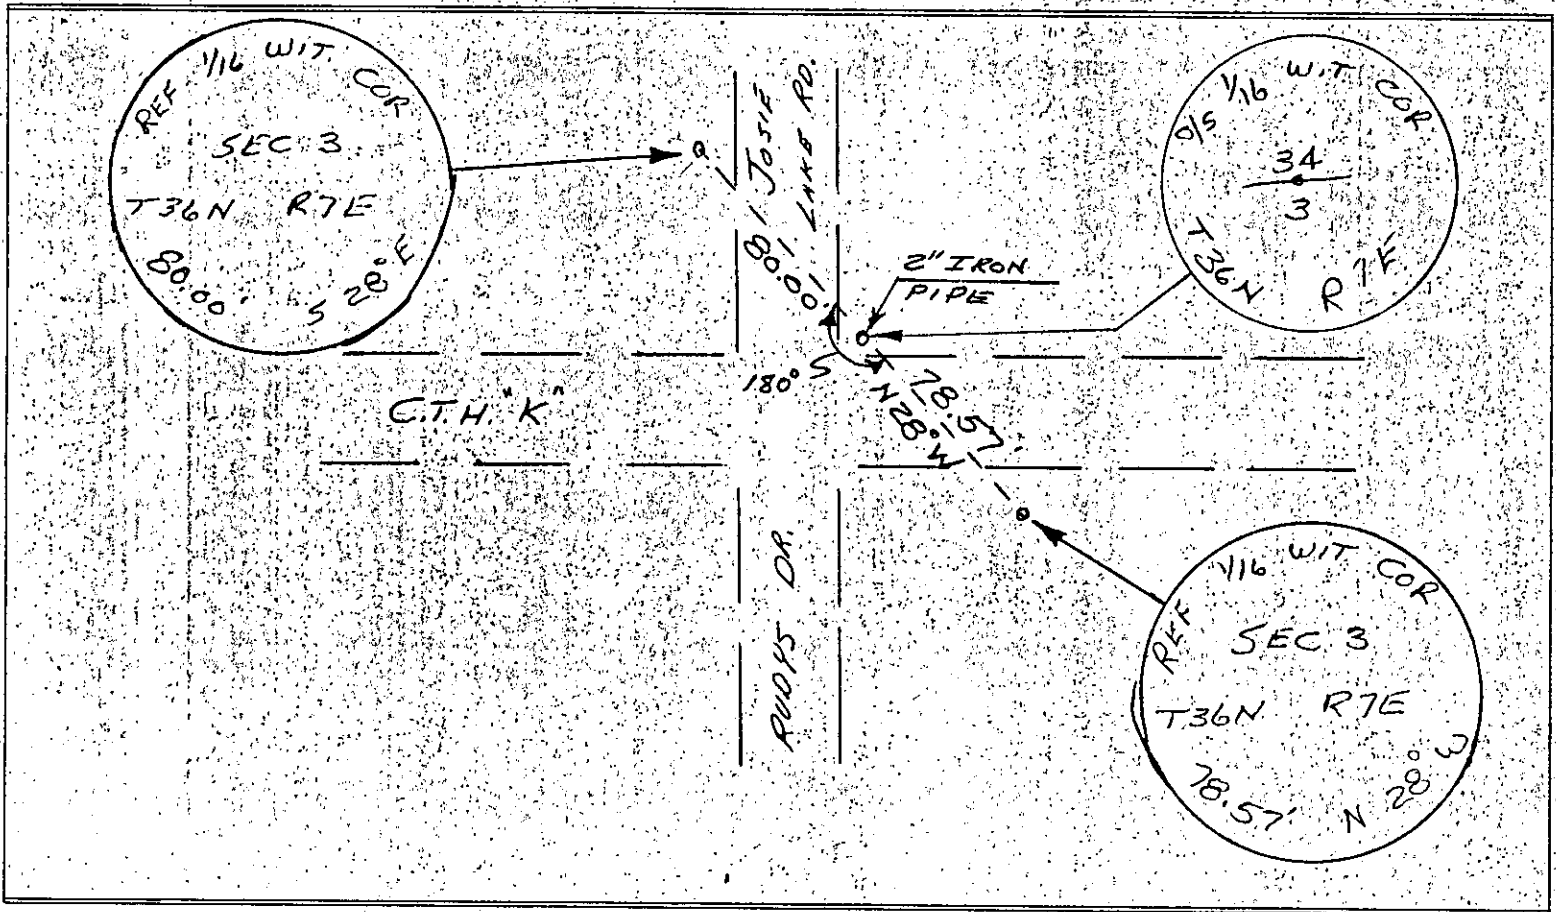 REF 1/16 WIT. COR
SEC 3
T36N R7E
80.00' S 28° E
JOSIE
LAKE RD.
80.00'
2" IRON
PIPE
O/S 1/16 WIT COR
34
3
T36N R7E
180°
C.T.H "K"
78.57'
N 28° W
RUDYS DR.
REF 1/16 WIT COR
SEC 3
T36N R7E
78.57' N 28° W